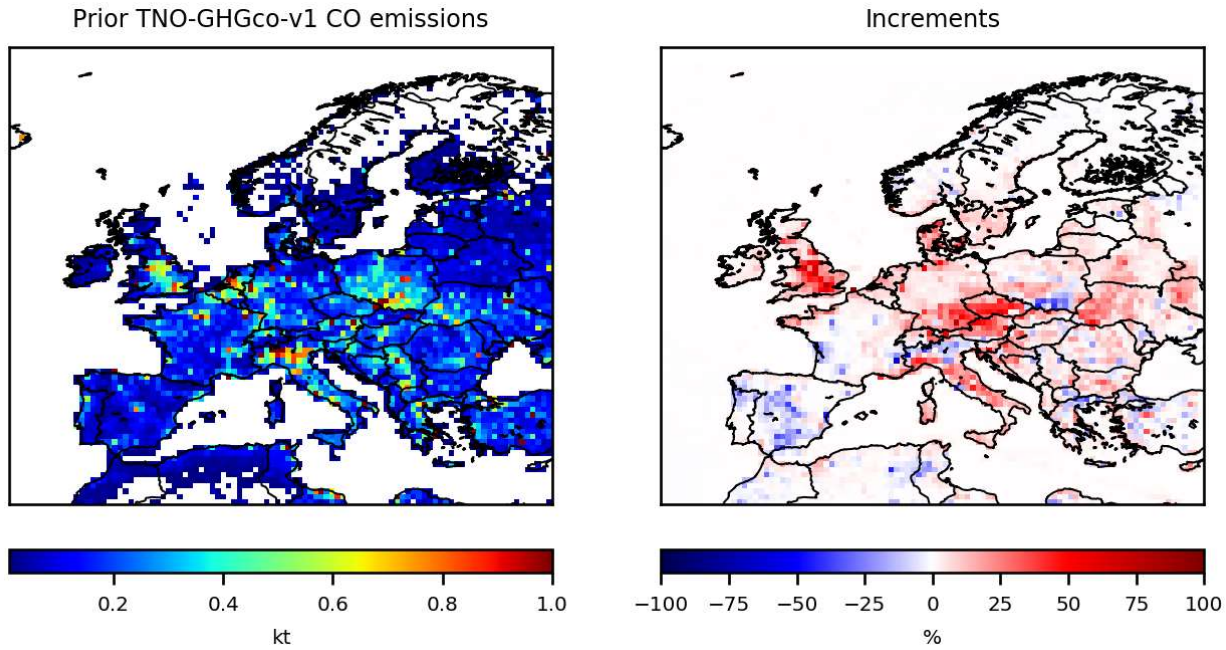 Prior TNO-GHGco-v1 CO emissions
Increments
0.2 0.4 0.6 0.8 1.0
kt
−100 −75 −50 −25 0 25 50 75 100
%